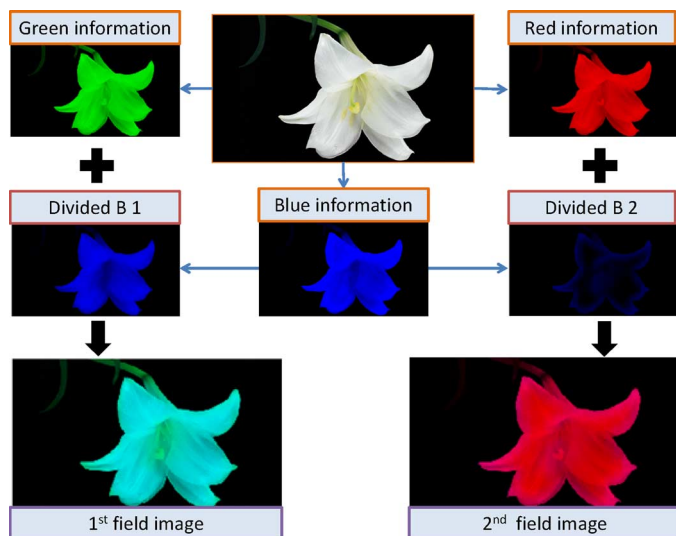 Green information
Red information
Divided B 1
Blue information
Divided B 2
1st field image
2nd field image